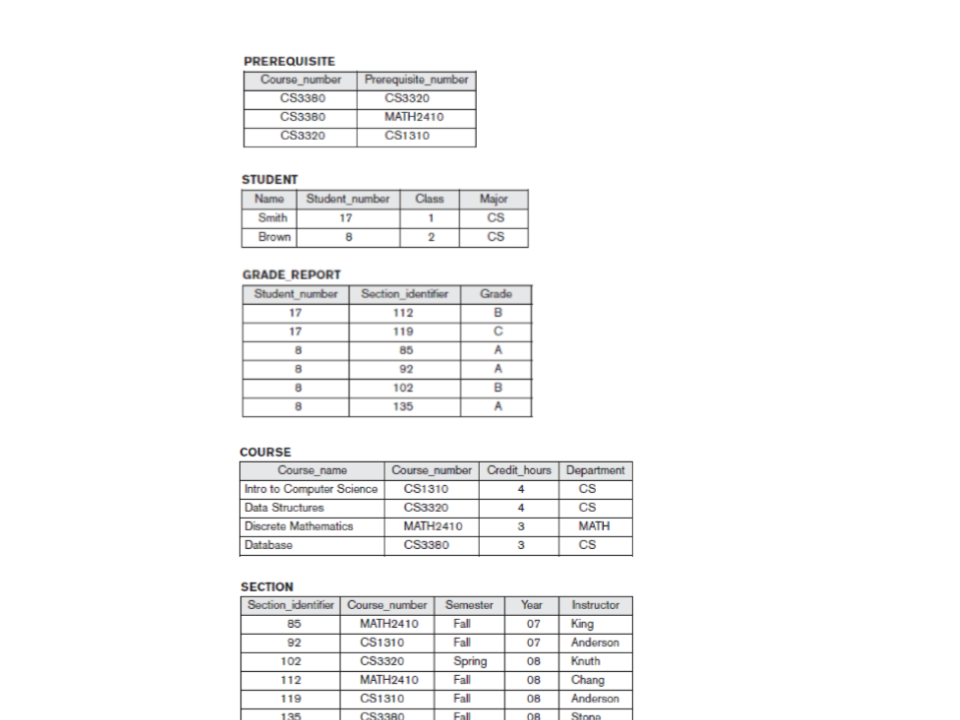 PREREQUISITE
Course_number Prerequisite_number
CS3380 CS3320
CS3380 MATH2410
CS3320 CS1310
STUDENT
Name Student_number Class Major
Smith 17 1 CS
Brown 8 2 CS
GRADE_REPORT
Student_number Section_identifier Grade
17 112 B
17 119 C
8 85 A
8 92 A
8 102 B
8 135 A
COURSE
Course_name Course_number Credit_hours Department
Intro to Computer Science CS1310 4 CS
Data Structures CS3320 4 CS
Discrete Mathematics MATH2410 3 MATH
Database CS3380 3 CS
SECTION
Section_identifier Course_number Semester Year Instructor
85 MATH2410 Fall 07 King
92 CS1310 Fall 07 Anderson
102 CS3320 Spring 08 Knuth
112 MATH2410 Fall 08 Chang
119 CS1310 Fall 08 Anderson
135 CS3380 Fall 08 Stone